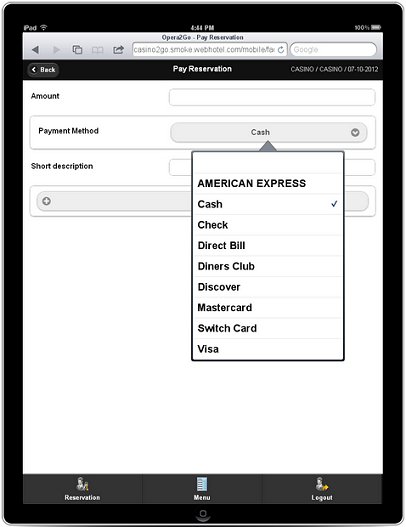 iPad 4:44 PM 100%
Opera2Go - Pay Reservation
casino2go.smoke.webhotel.com/mobile/fac Google
Back Pay Reservation CASINO / CASINO / 07-10-2012
Amount
Payment Method Cash
Short description
AMERICAN EXPRESS
Cash
Check
Direct Bill
Diners Club
Discover
Mastercard
Switch Card
Visa
Reservation Menu Logout